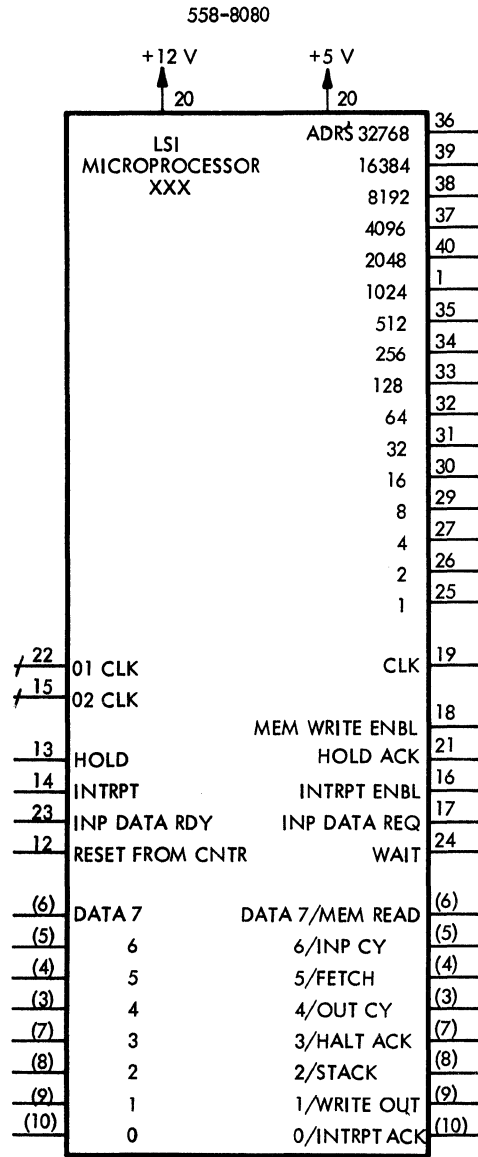 558-8080
+12 V +5 V
20 20
LSI
MICROPROCESSOR
XXX
ADRS 32768 36
16384 39
8192 38
4096 37
2048 40
1024 1
512 35
256 34
128 33
64 32
32 31
16 30
8 29
4 27
2 26
1 25
22 01 CLK CLK 19
15 02 CLK
MEM WRITE ENBL 18
13 HOLD HOLD ACK 21
14 INTRPT INTRPT ENBL 16
23 INP DATA RDY INP DATA REQ 17
12 RESET FROM CNTR WAIT 24
(6) DATA 7 DATA 7/MEM READ (6)
(5) 6 6/INP CY (5)
(4) 5 5/FETCH (4)
(3) 4 4/OUT CY (3)
(7) 3 3/HALT ACK (7)
(8) 2 2/STACK (8)
(9) 1 1/WRITE OUT (9)
(10) 0 0/INTRPT ACK (10)